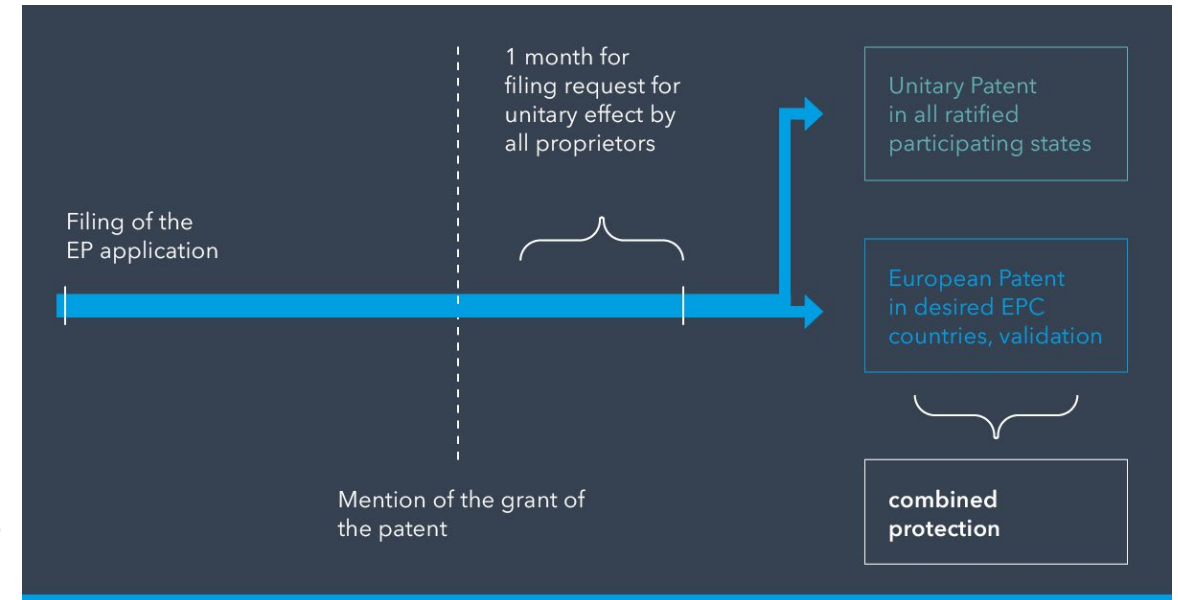 1 month for
filing request for
unitary effect by
all proprietors
Unitary Patent
in all ratified
participating states
Filing of the
EP application
European Patent
in desired EPC
countries, validation
Mention of the grant of
the patent
combined
protection